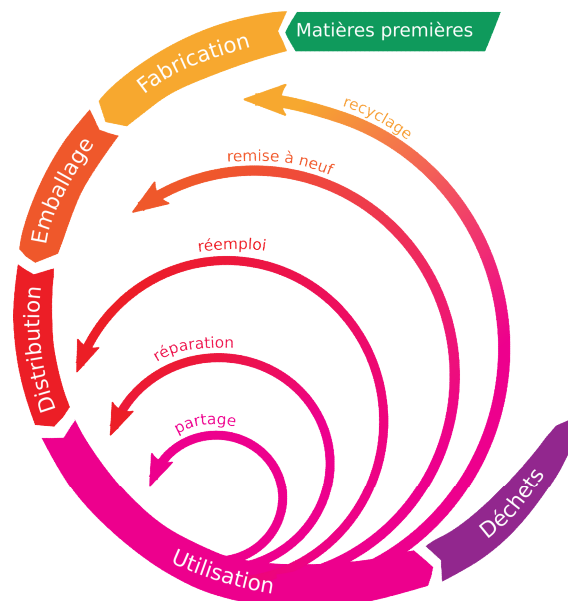 Matières premières
Fabrication
Emballage
Distribution
Utilisation
Déchets
recyclage
remise à neuf
réemploi
réparation
partage